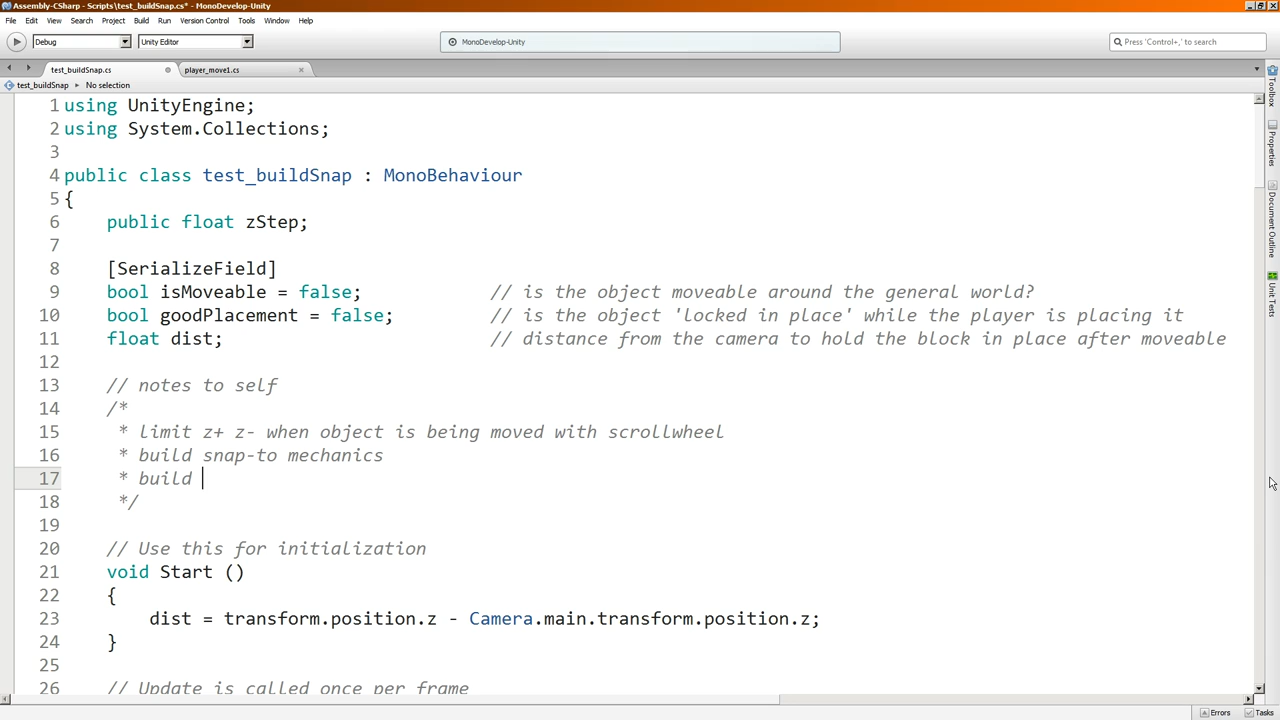 Assembly-CSharp - Scripts\test_buildSnap.cs* - MonoDevelop-Unity
File Edit View Search Project Build Run Version Control Tools Window Help
Debug Unity Editor MonoDevelop-Unity Press 'Control+,' to search
test_buildSnap.cs player_move1.cs
test_buildSnap ▸ No selection
1 using UnityEngine;
2 using System.Collections;
3
4 public class test_buildSnap : MonoBehaviour
5 {
6 public float zStep;
7
8 [SerializeField]
9 bool isMoveable = false; // is the object moveable around the general world?
10 bool goodPlacement = false; // is the object 'locked in place' while the player is placing it
11 float dist; // distance from the camera to hold the block in place after moveable
12
13 // notes to self
14 /*
15 * limit z+ z- when object is being moved with scrollwheel
16 * build snap-to mechanics
17 * build
18 */
19
20 // Use this for initialization
21 void Start ()
22 {
23 dist = transform.position.z - Camera.main.transform.position.z;
24 }
25
26 // Update is called once per frame
Toolbox
Properties
Document Outline
Unit Tests
Errors Tasks